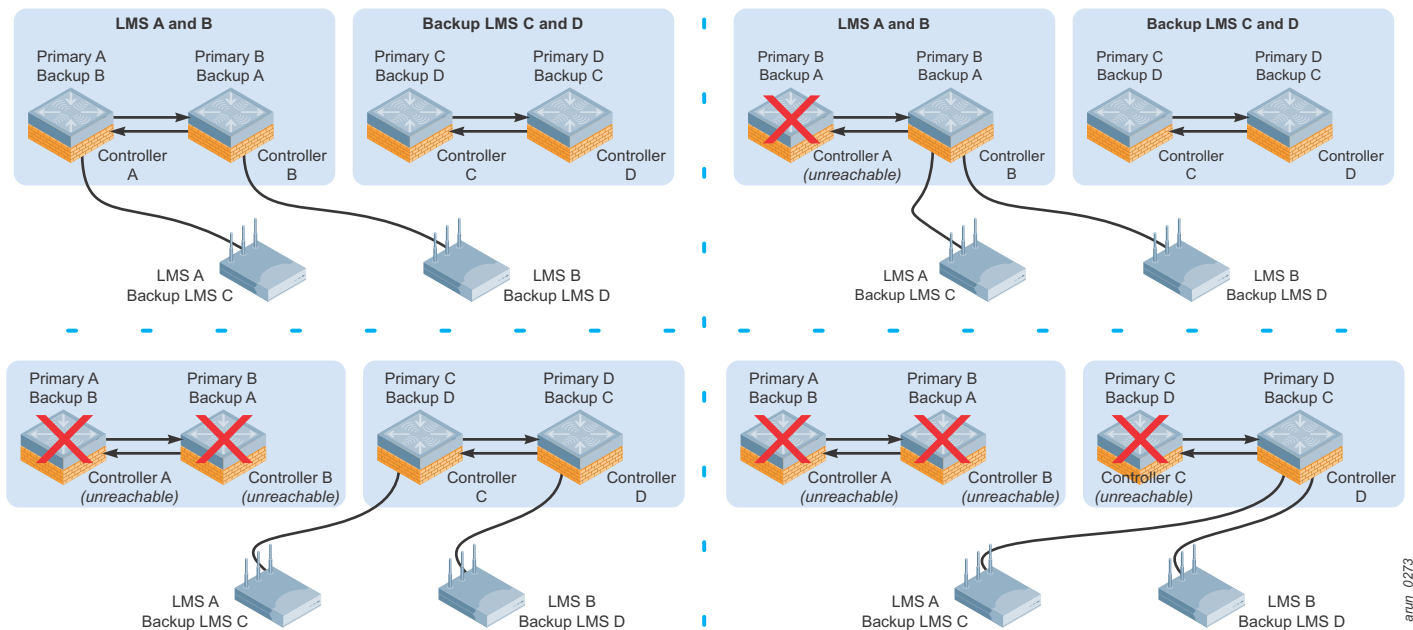 LMS A and B
Backup LMS C and D
Primary A
Backup B
Primary B
Backup A
Primary C
Backup D
Primary D
Backup C
Controller
A
Controller
B
Controller
C
Controller
D
LMS A
Backup LMS C
LMS B
Backup LMS D
LMS A and B
Backup LMS C and D
Primary B
Backup A
Primary B
Backup A
Primary C
Backup D
Primary D
Backup C
Controller A
(unreachable)
Controller
B
Controller
C
Controller
D
LMS A
Backup LMS C
LMS B
Backup LMS D
Primary A
Backup B
Primary B
Backup A
Primary C
Backup D
Primary D
Backup C
Controller A
(unreachable)
Controller B
(unreachable)
Controller
C
Controller
D
LMS A
Backup LMS C
LMS B
Backup LMS D
Primary A
Backup B
Primary B
Backup A
Primary C
Backup D
Primary D
Backup C
Controller A
(unreachable)
Controller B
(unreachable)
Controller C
(unreachable)
Controller
D
LMS A
Backup LMS C
LMS B
Backup LMS D
arun_0273